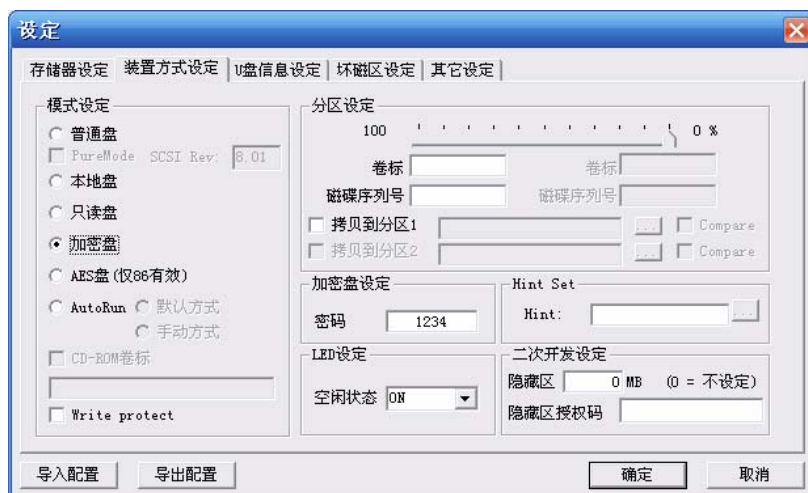 设定
存储器设定 装置方式设定 U盘信息设定 坏磁区设定 其它设定
模式设定
普通盘
PureMode SCSI Rev: 8.01
本地盘
只读盘
加密盘
AES盘(仅86有效)
AutoRun 默认方式
手动方式
CD-ROM卷标
Write protect
分区设定
100 0 %
卷标 卷标
磁碟序列号 磁碟序列号
拷贝到分区1 ... Compare
拷贝到分区2 ... Compare
加密盘设定
密码 1234
Hint Set
Hint: ...
LED设定
空闲状态 ON
二次开发设定
隐藏区 0 MB (0 = 不设定)
隐藏区授权码
导入配置 导出配置 确定 取消